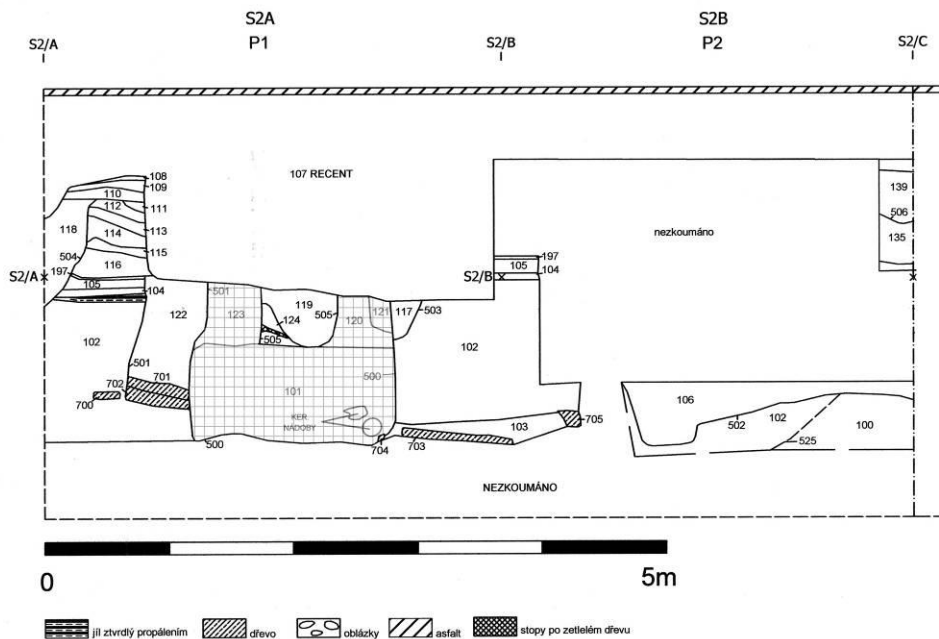 S2A S2B
S2/A P1 S2/B P2 S2/C
107 RECENT
108
109
110
112 111
118 114 113
115
504 116
197
S2/A 105
104
139
506
135
nezkoumáno
197
105
S2/B 104
501 119
122 123 505 120 121 117 503
124
505
102 102
501 701 101 500
702
700
KER.
NÁDOBY
103 705
500 704 703
106
502 102 100
525
NEZKOUMÁNO
0 5m
jíl ztvrdlý propálením dřevo oblázky asfalt stopy po zetlelém dřevu